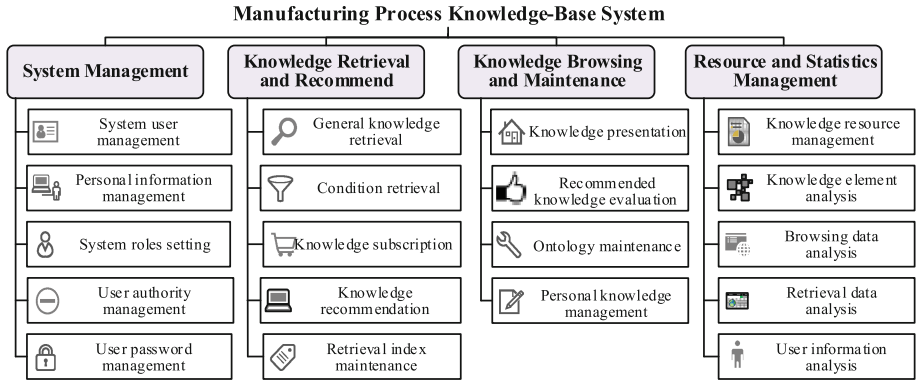 Manufacturing Process Knowledge-Base System
System Management
System user
management
Personal information
management
System roles setting
User authority
management
User password
management
Knowledge Retrieval
and Recommend
General knowledge
retrieval
Condition retrieval
Knowledge subscription
Knowledge
recommendation
Retrieval index
maintenance
Knowledge Browsing
and Maintenance
Knowledge presentation
Recommended
knowledge evaluation
Ontology maintenance
Personal knowledge
management
Resource and Statistics
Management
Knowledge resource
management
Knowledge element
analysis
Browsing data
analysis
Retrieval data
analysis
User information
analysis